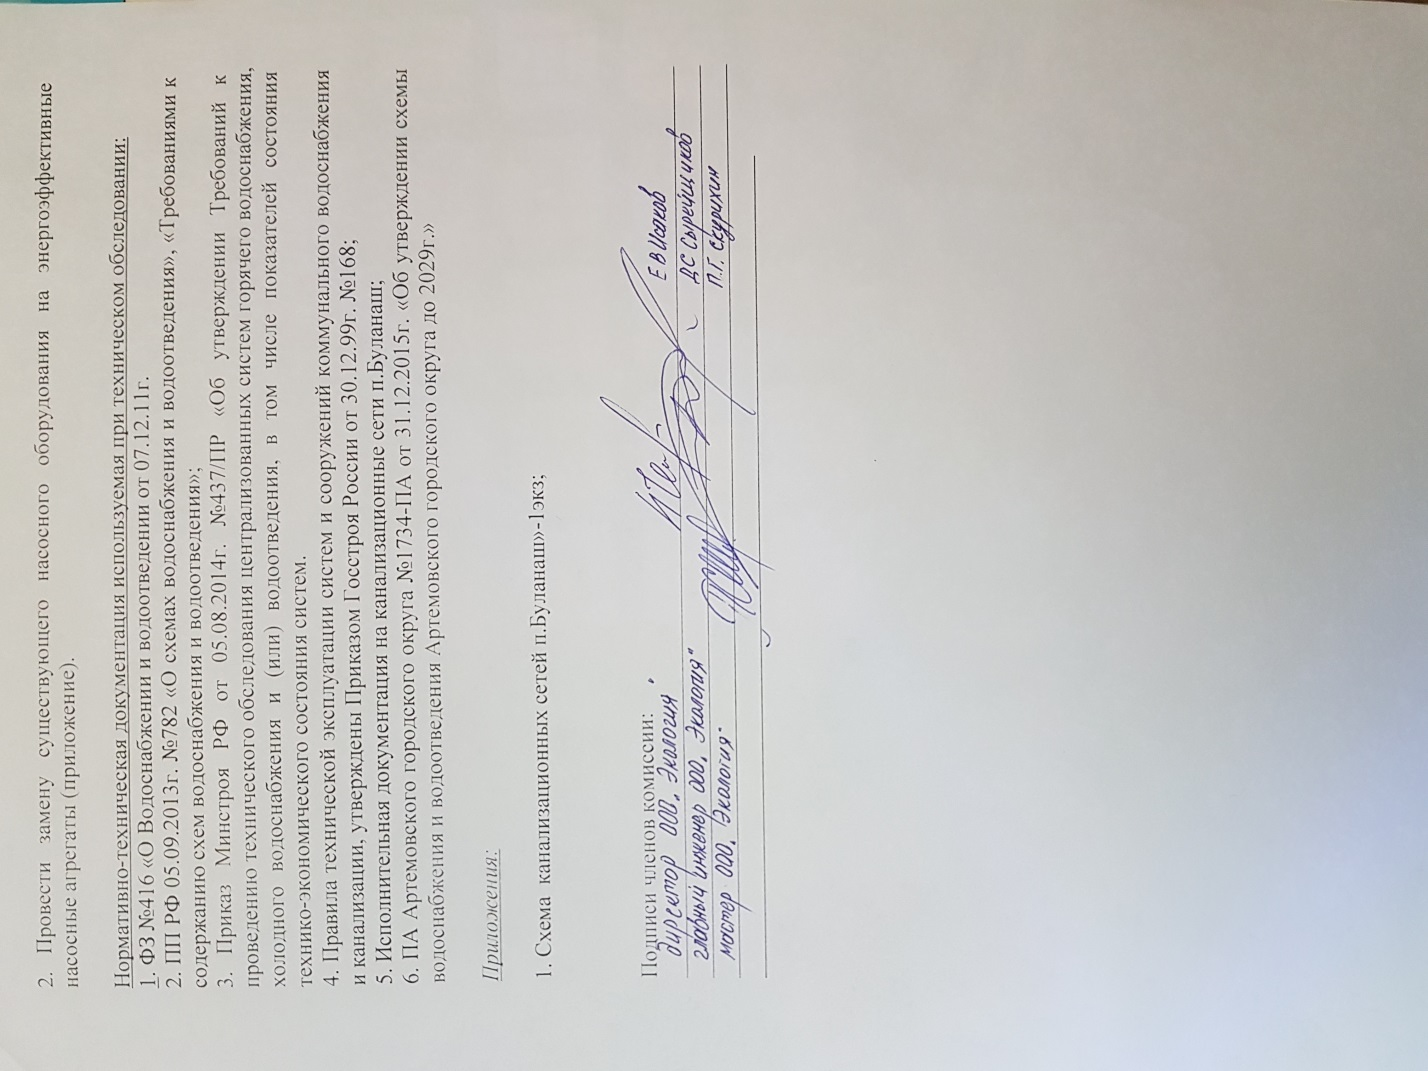 2. Провести замену существующего насосного оборудования на энергоэффективные
насосные агрегаты (приложение).
Нормативно-техническая документация используемая при техническом обследовании:
1. ФЗ №416 «О Водоснабжении и водоотведении от 07.12.11г.
2. ПП РФ 05.09.2013г. №782 «О схемах водоснабжения и водоотведения», «Требованиями к
содержанию схем водоснабжения и водоотведения»;
3. Приказ Минстроя РФ от 05.08.2014г. №437/ПР «Об утверждении Требований к
проведению технического обследования централизованных систем горячего водоснабжения,
холодного водоснабжения и (или) водоотведения, в том числе показателей состояния
технико-экономического состояния систем.
4. Правила технической эксплуатации систем и сооружений коммунального водоснабжения
и канализации, утверждены Приказом Госстроя России от 30.12.99г. №168;
5. Исполнительная документация на канализационные сети п.Буланаш;
6. ПА Артемовского городского округа №1734-ПА от 31.12.2015г. «Об утверждении схемы
водоснабжения и водоотведения Артемовского городского округа до 2029г.»
Приложения:
1. Схема канализационных сетей п.Буланаш»-1экз;
Подписи членов комиссии:
директор ООО „Экология" Е В Исаков
главный инженер ООО „Экология" ДС Сырейщиков
мастер ООО „Экология" П.Г. Скурихин